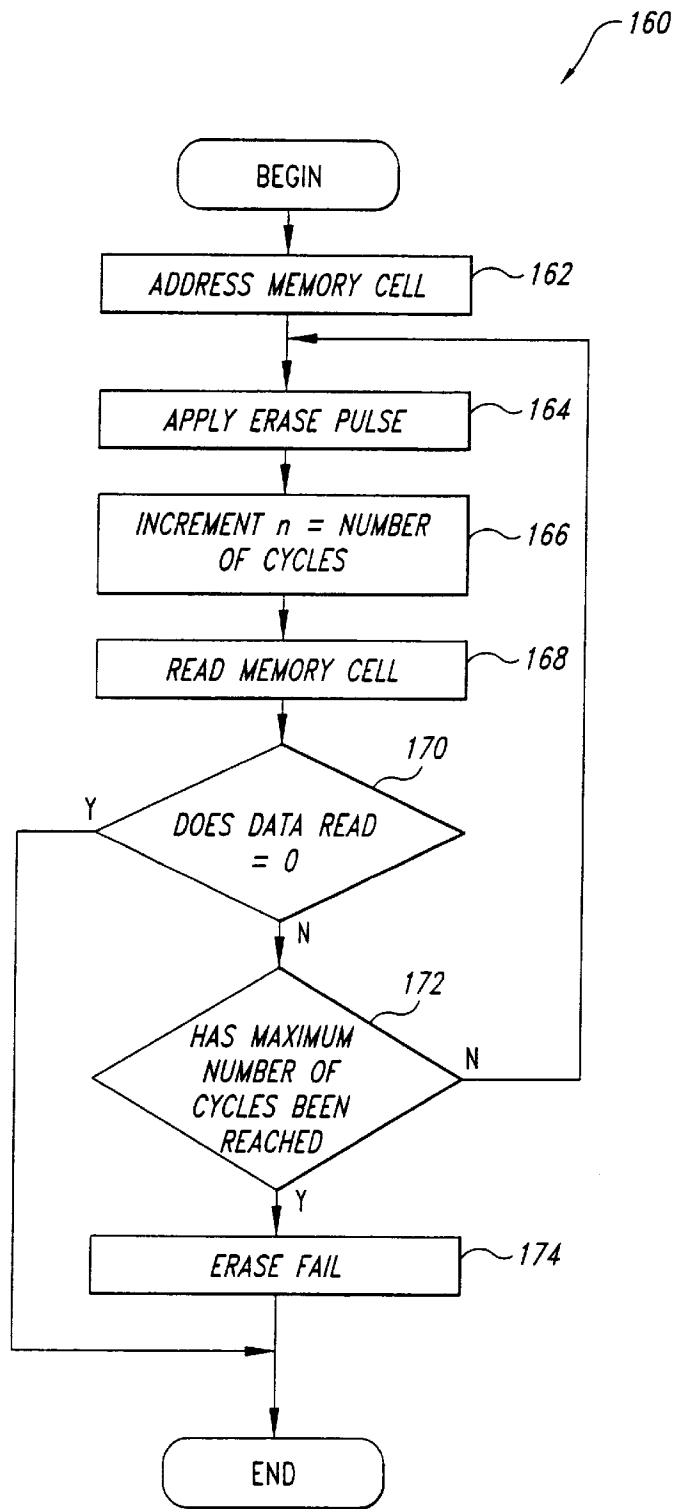 160
BEGIN
ADDRESS MEMORY CELL
162
APPLY ERASE PULSE
164
INCREMENT n = NUMBER
OF CYCLES
166
READ MEMORY CELL
168
170
Y
DOES DATA READ
= 0
N
172
HAS MAXIMUM
NUMBER OF
CYCLES BEEN
REACHED
N
Y
ERASE FAIL
174
END